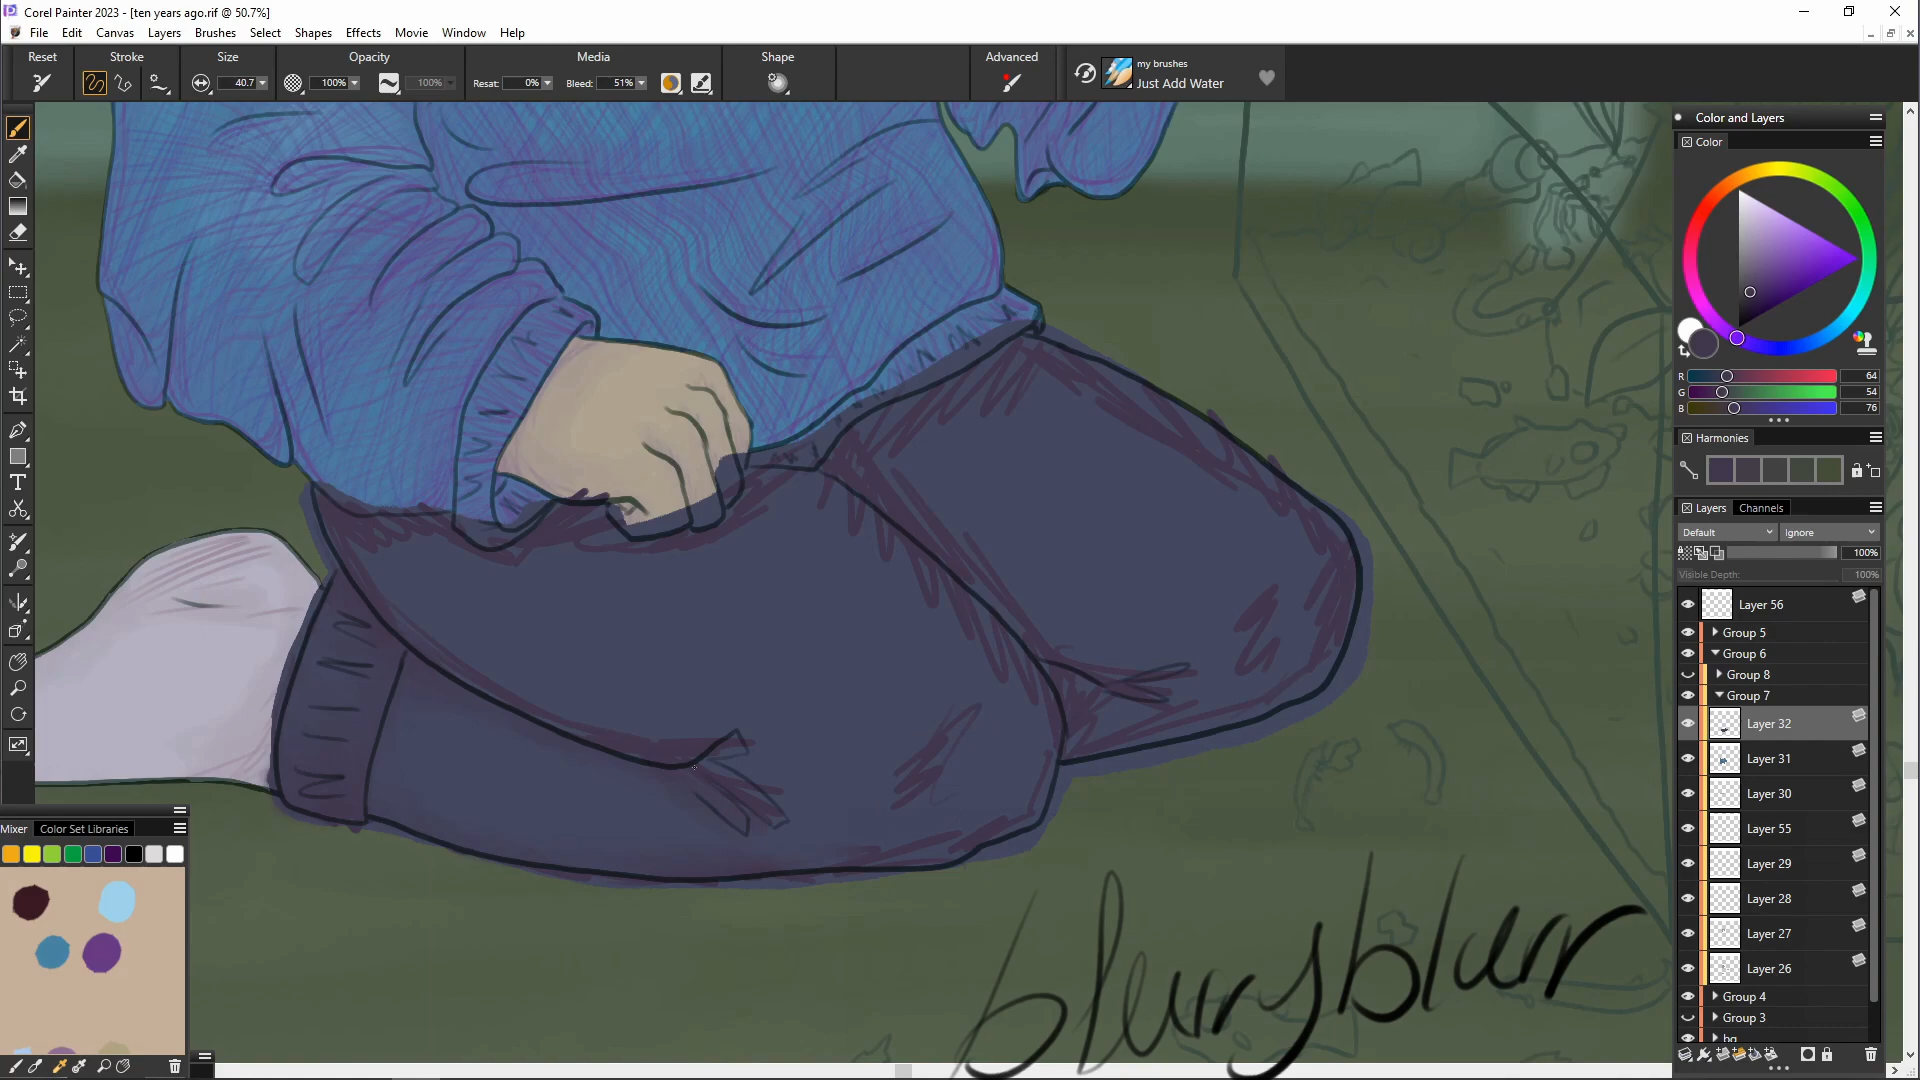 Corel Painter 2023 - [ten years ago.rif @ 50.7%]
File Edit Canvas Layers Brushes Select Shapes Effects Movie Window Help
Reset Stroke Size Opacity Media Shape Advanced
my brushes
Just Add Water
40.7 100% 100% Resat: 0% Bleed: 51%
Color and Layers
Color
R 64
G 54
B 76
Harmonies
Layers Channels
Default Ignore
100%
Visible Depth: 100%
Layer 56
Group 5
Group 6
Group 8
Group 7
Layer 32
Layer 31
Layer 30
Layer 55
Layer 29
Layer 28
Layer 27
Layer 26
Group 4
Group 3
bg
Mixer Color Set Libraries
blurryblurr